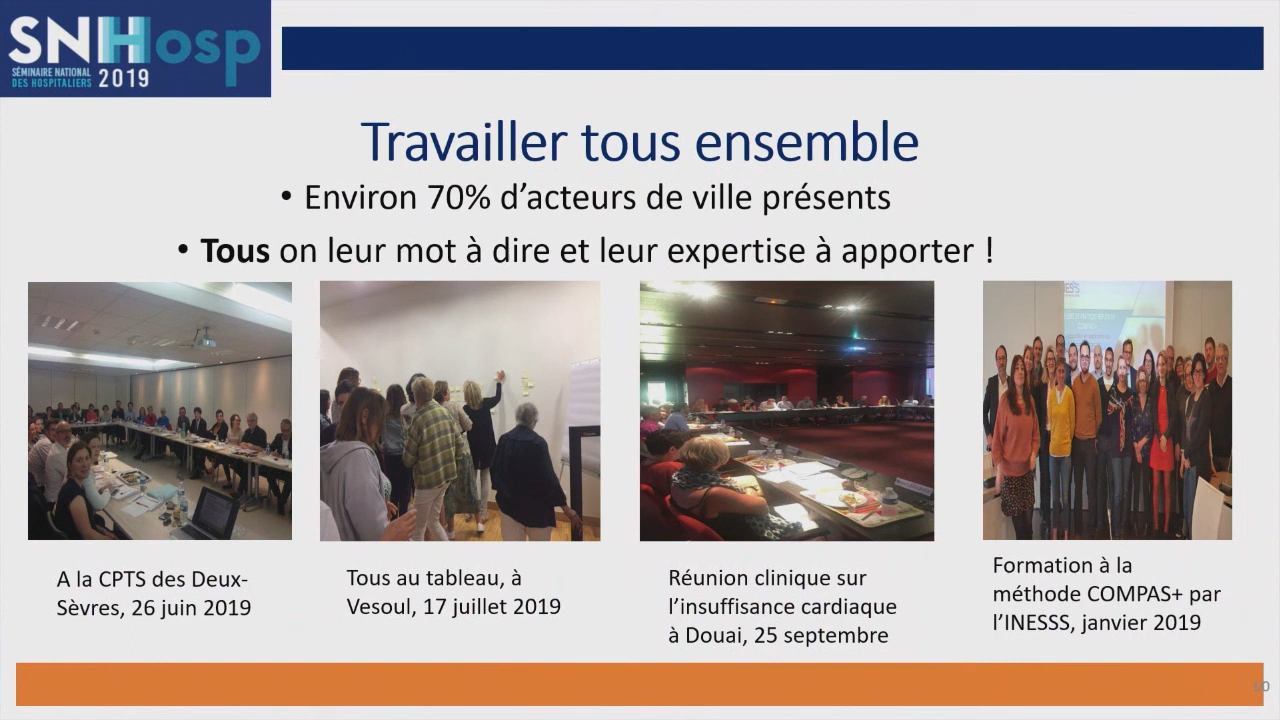 SNHosp
SÉMINAIRE NATIONAL
DES HOSPITALIERS 2019
Travailler tous ensemble
• Environ 70% d’acteurs de ville présents
• Tous on leur mot à dire et leur expertise à apporter !
A la CPTS des Deux-
Sèvres, 26 juin 2019
Tous au tableau, à
Vesoul, 17 juillet 2019
Réunion clinique sur
l’insuffisance cardiaque
à Douai, 25 septembre
Formation à la
méthode COMPAS+ par
l’INESSS, janvier 2019